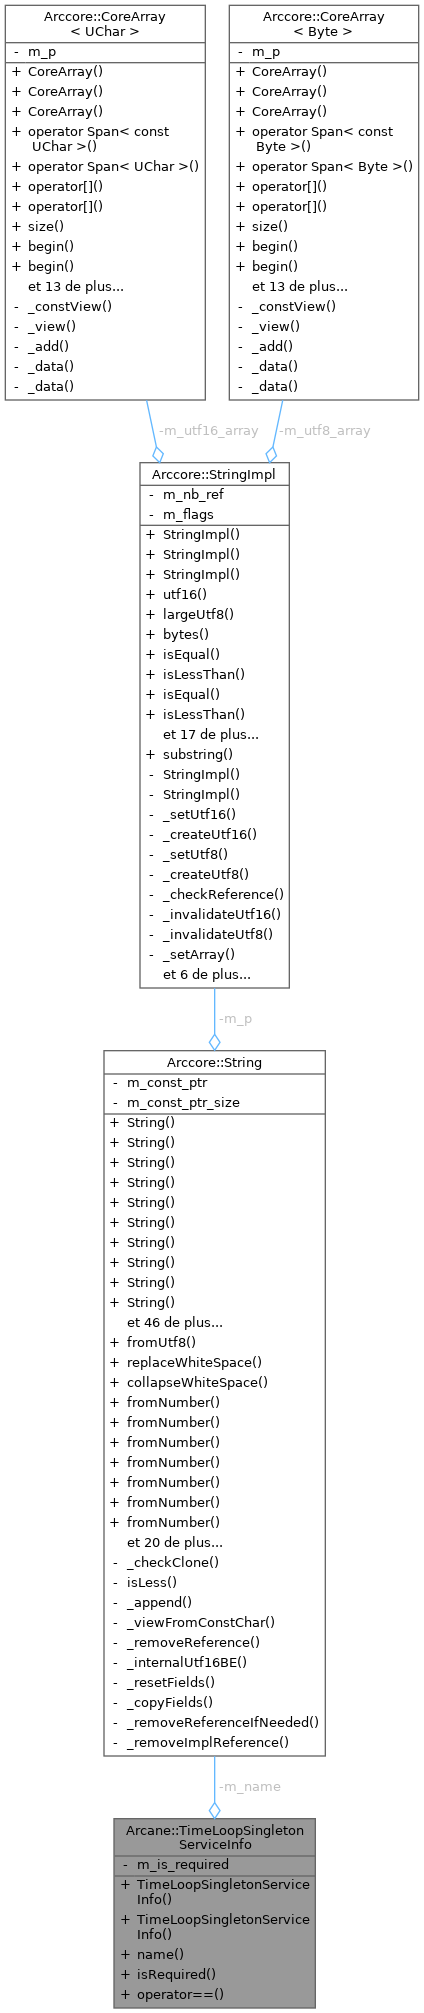 Arccore::CoreArray
< UChar >
- m_p
+ CoreArray()
+ CoreArray()
+ CoreArray()
+ operator Span< const
UChar >()
+ operator Span< UChar >()
+ operator[]()
+ operator[]()
+ size()
+ begin()
+ begin()
et 13 de plus...
- _constView()
- _view()
- _add()
- _data()
- _data()
Arccore::CoreArray
< Byte >
- m_p
+ CoreArray()
+ CoreArray()
+ CoreArray()
+ operator Span< const
Byte >()
+ operator Span< Byte >()
+ operator[]()
+ operator[]()
+ size()
+ begin()
+ begin()
et 13 de plus...
- _constView()
- _view()
- _add()
- _data()
- _data()
-m_utf16_array
-m_utf8_array
Arccore::StringImpl
- m_nb_ref
- m_flags
+ StringImpl()
+ StringImpl()
+ StringImpl()
+ utf16()
+ largeUtf8()
+ bytes()
+ isEqual()
+ isLessThan()
+ isEqual()
+ isLessThan()
et 17 de plus...
+ substring()
- StringImpl()
- StringImpl()
- _setUtf16()
- _createUtf16()
- _setUtf8()
- _createUtf8()
- _checkReference()
- _invalidateUtf16()
- _invalidateUtf8()
- _setArray()
et 6 de plus...
-m_p
Arccore::String
- m_const_ptr
- m_const_ptr_size
+ String()
+ String()
+ String()
+ String()
+ String()
+ String()
+ String()
+ String()
+ String()
+ String()
et 46 de plus...
+ fromUtf8()
+ replaceWhiteSpace()
+ collapseWhiteSpace()
+ fromNumber()
+ fromNumber()
+ fromNumber()
+ fromNumber()
+ fromNumber()
+ fromNumber()
+ fromNumber()
et 20 de plus...
- _checkClone()
- isLess()
- _append()
- _viewFromConstChar()
- _removeReference()
- _internalUtf16BE()
- _resetFields()
- _copyFields()
- _removeReferenceIfNeeded()
- _removeImplReference()
-m_name
Arcane::TimeLoopSingleton
ServiceInfo
- m_is_required
+ TimeLoopSingletonService
Info()
+ TimeLoopSingletonService
Info()
+ name()
+ isRequired()
+ operator==()